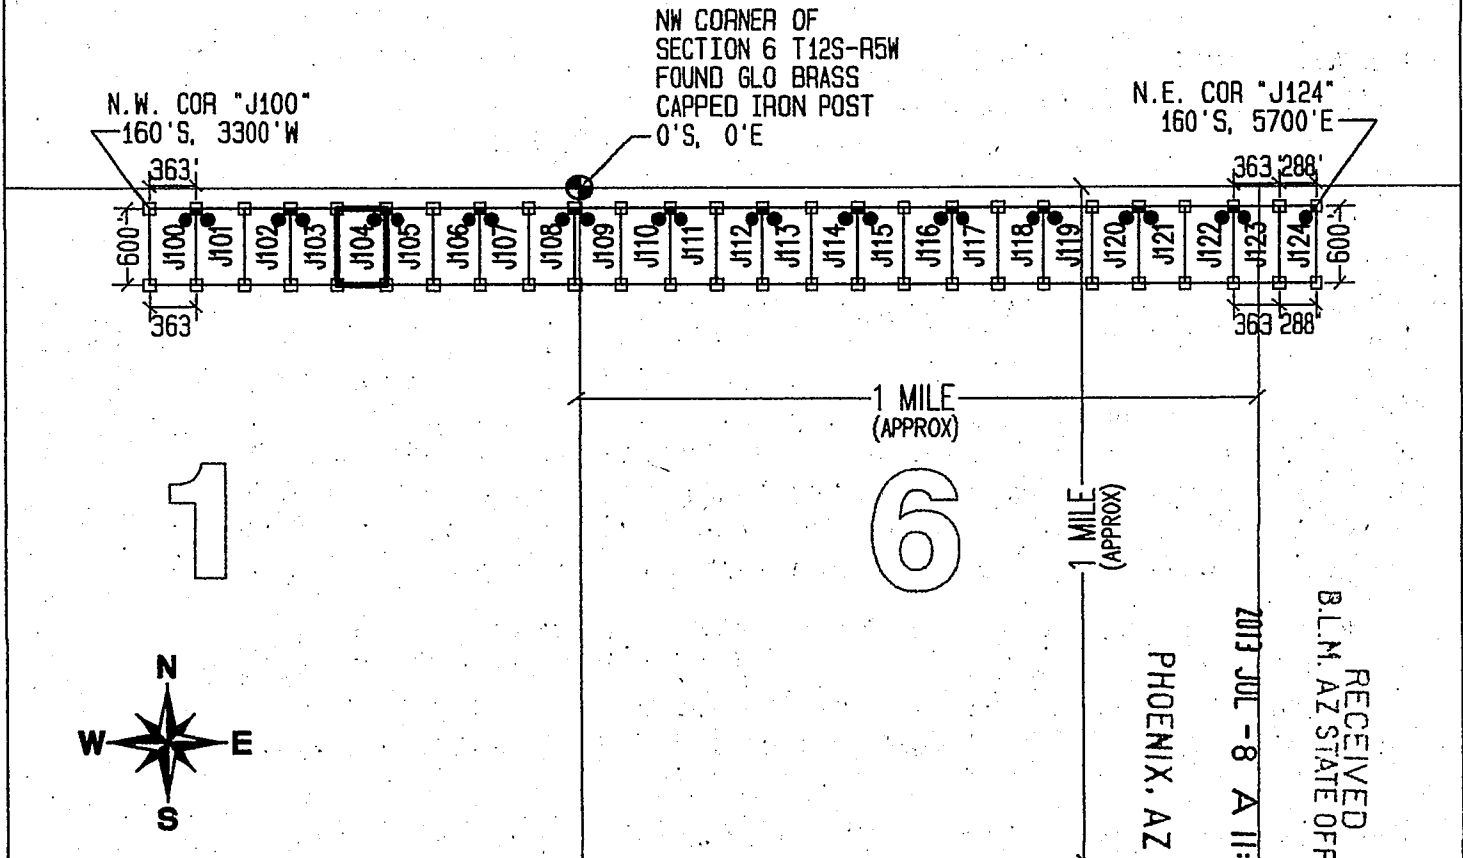 NW CORNER OF
SECTION 6 T12S-R5W
FOUND GLO BRASS
CAPPED IRON POST
0'S, 0'E
N.W. COR "J100"
160'S, 3300'W
N.E. COR "J124"
160'S, 5700'E
363'
363'
288'
600'
J100
J101
J102
J103
J104
J105
J106
J107
J108
J109
J110
J111
J112
J113
J114
J115
J116
J117
J118
J119
J120
J121
J122
J123
J124
600'
363'
363'
288'
1 MILE
(APPROX)
1
6
1 MILE
(APPROX)
N
W
E
S
RECEIVED
B.L.M. AZ STATE OFF
2013 JUL -8 A 11:
PHOENIX, AZ